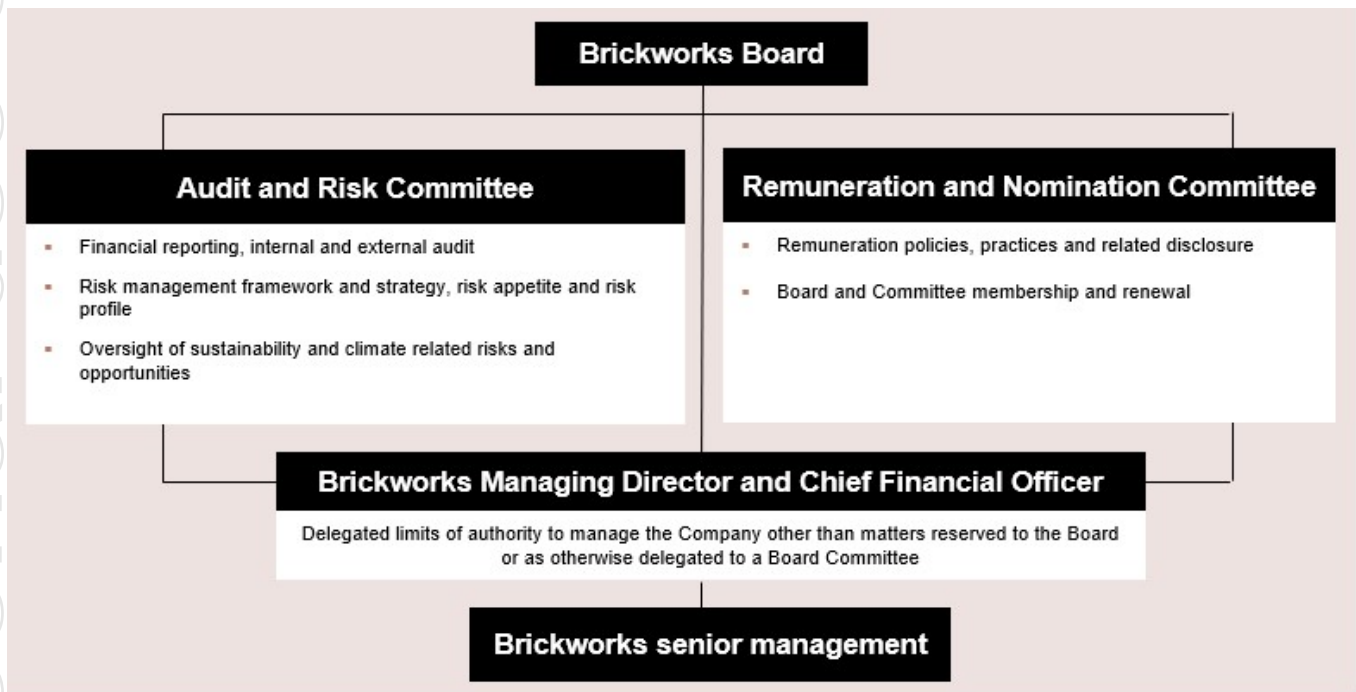 Brickworks Board
Audit and Risk Committee
▪ Financial reporting, internal and external audit
▪ Risk management framework and strategy, risk appetite and risk
profile
▪ Oversight of sustainability and climate related risks and
opportunities
Remuneration and Nomination Committee
▪ Remuneration policies, practices and related disclosure
▪ Board and Committee membership and renewal
Brickworks Managing Director and Chief Financial Officer
Delegated limits of authority to manage the Company other than matters reserved to the Board
or as otherwise delegated to a Board Committee
Brickworks senior management